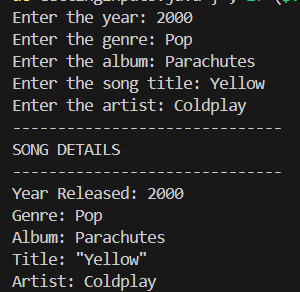 Enter the year: 2000
Enter the genre: Pop
Enter the album: Parachutes
Enter the song title: Yellow
Enter the artist: Coldplay
------------------------------
SONG DETAILS
------------------------------
Year Released: 2000
Genre: Pop
Album: Parachutes
Title: "Yellow"
Artist: Coldplay